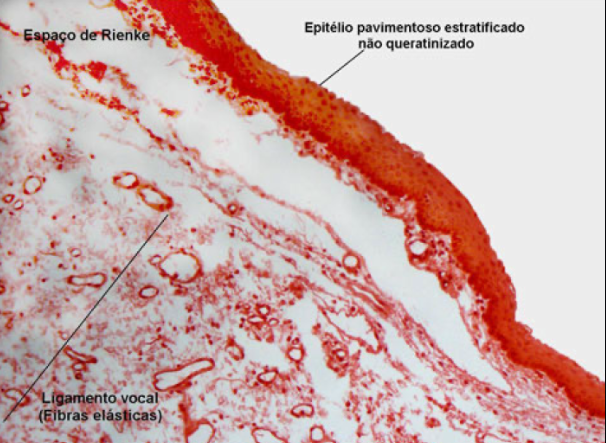 Espaço de Rienke
Epitélio pavimentoso estratificado
não queratinizado
Ligamento vocal
(Fibras elásticas)